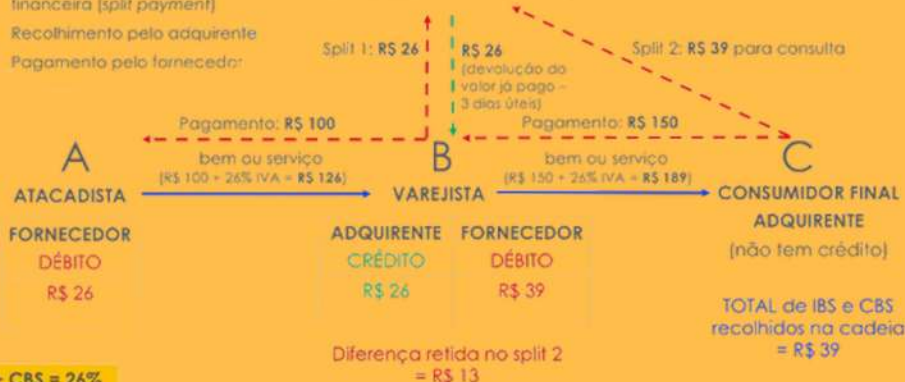 financeira (split payment)
Recolhimento pelo adquirente
Pagamento pelo fornecedor
Split 1: R$ 26
R$ 26
(devolução do
valor já pago –
3 dias úteis)
Split 2: R$ 39 para consulta
Pagamento: R$ 100
Pagamento: R$ 150
A
B
C
bem ou serviço
(R$ 100 + 26% IVA = R$ 126)
bem ou serviço
(R$ 150 + 26% IVA = R$ 189)
ATACADISTA
VAREJISTA
CONSUMIDOR FINAL
ADQUIRENTE
(não tem crédito)
FORNECEDOR
DÉBITO
R$ 26
ADQUIRENTE
CRÉDITO
R$ 26
FORNECEDOR
DÉBITO
R$ 39
TOTAL de IBS e CBS
recolhidos na cadeia
= R$ 39
Diferença retida no split 2
= R$ 13
CBS = 26%